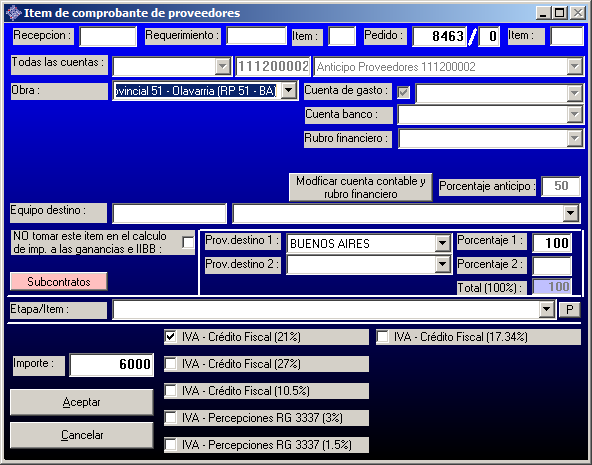 Item de comprobante de proveedores
Recepcion : Requerimiento : Item : Pedido : 8463 / 0 Item :
Todas las cuentas : 111200002 Anticipo Proveedores 111200002
Obra : ovincial 51 - Olavarria (RP 51 - BA) Cuenta de gasto :
Cuenta banco :
Rubro financiero :
Modficar cuenta contable y
rubro financiero
Porcentaje anticipo : 50
Equipo destino :
NO tomar este item en el calculo
de imp. a las ganancias e IIBB :
Prov.destino 1 : BUENOS AIRES Porcentaje 1 : 100
Prov.destino 2 : Porcentaje 2 :
Subcontratos Total (100%) : 100
Etapa/Item : P
IVA - Crédito Fiscal (21%) IVA - Crédito Fiscal (17.34%)
Importe : 6000 IVA - Crédito Fiscal (27%)
IVA - Crédito Fiscal (10.5%)
Aceptar
IVA - Percepciones RG 3337 (3%)
Cancelar
IVA - Percepciones RG 3337 (1.5%)